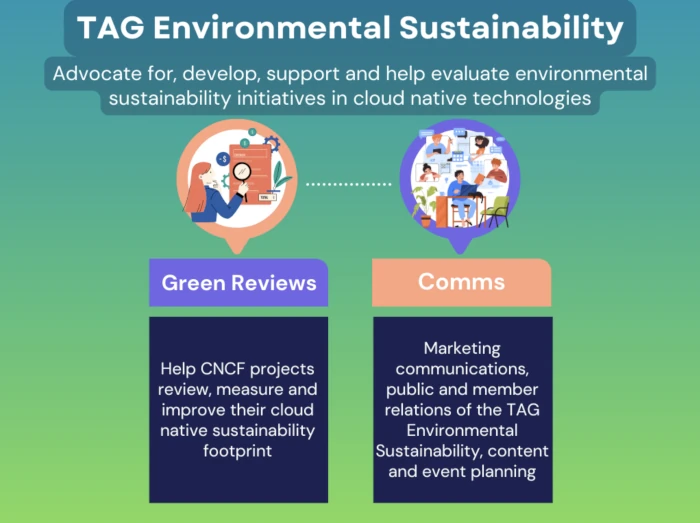 TAG Environmental Sustainability
Advocate for, develop, support and help evaluate environmental
sustainability initiatives in cloud native technologies
Green Reviews
Comms
Help CNCF projects
review, measure and
improve their cloud
native sustainability
footprint
Marketing
communications,
public and member
relations of the TAG
Environmental
Sustainability, content
and event planning